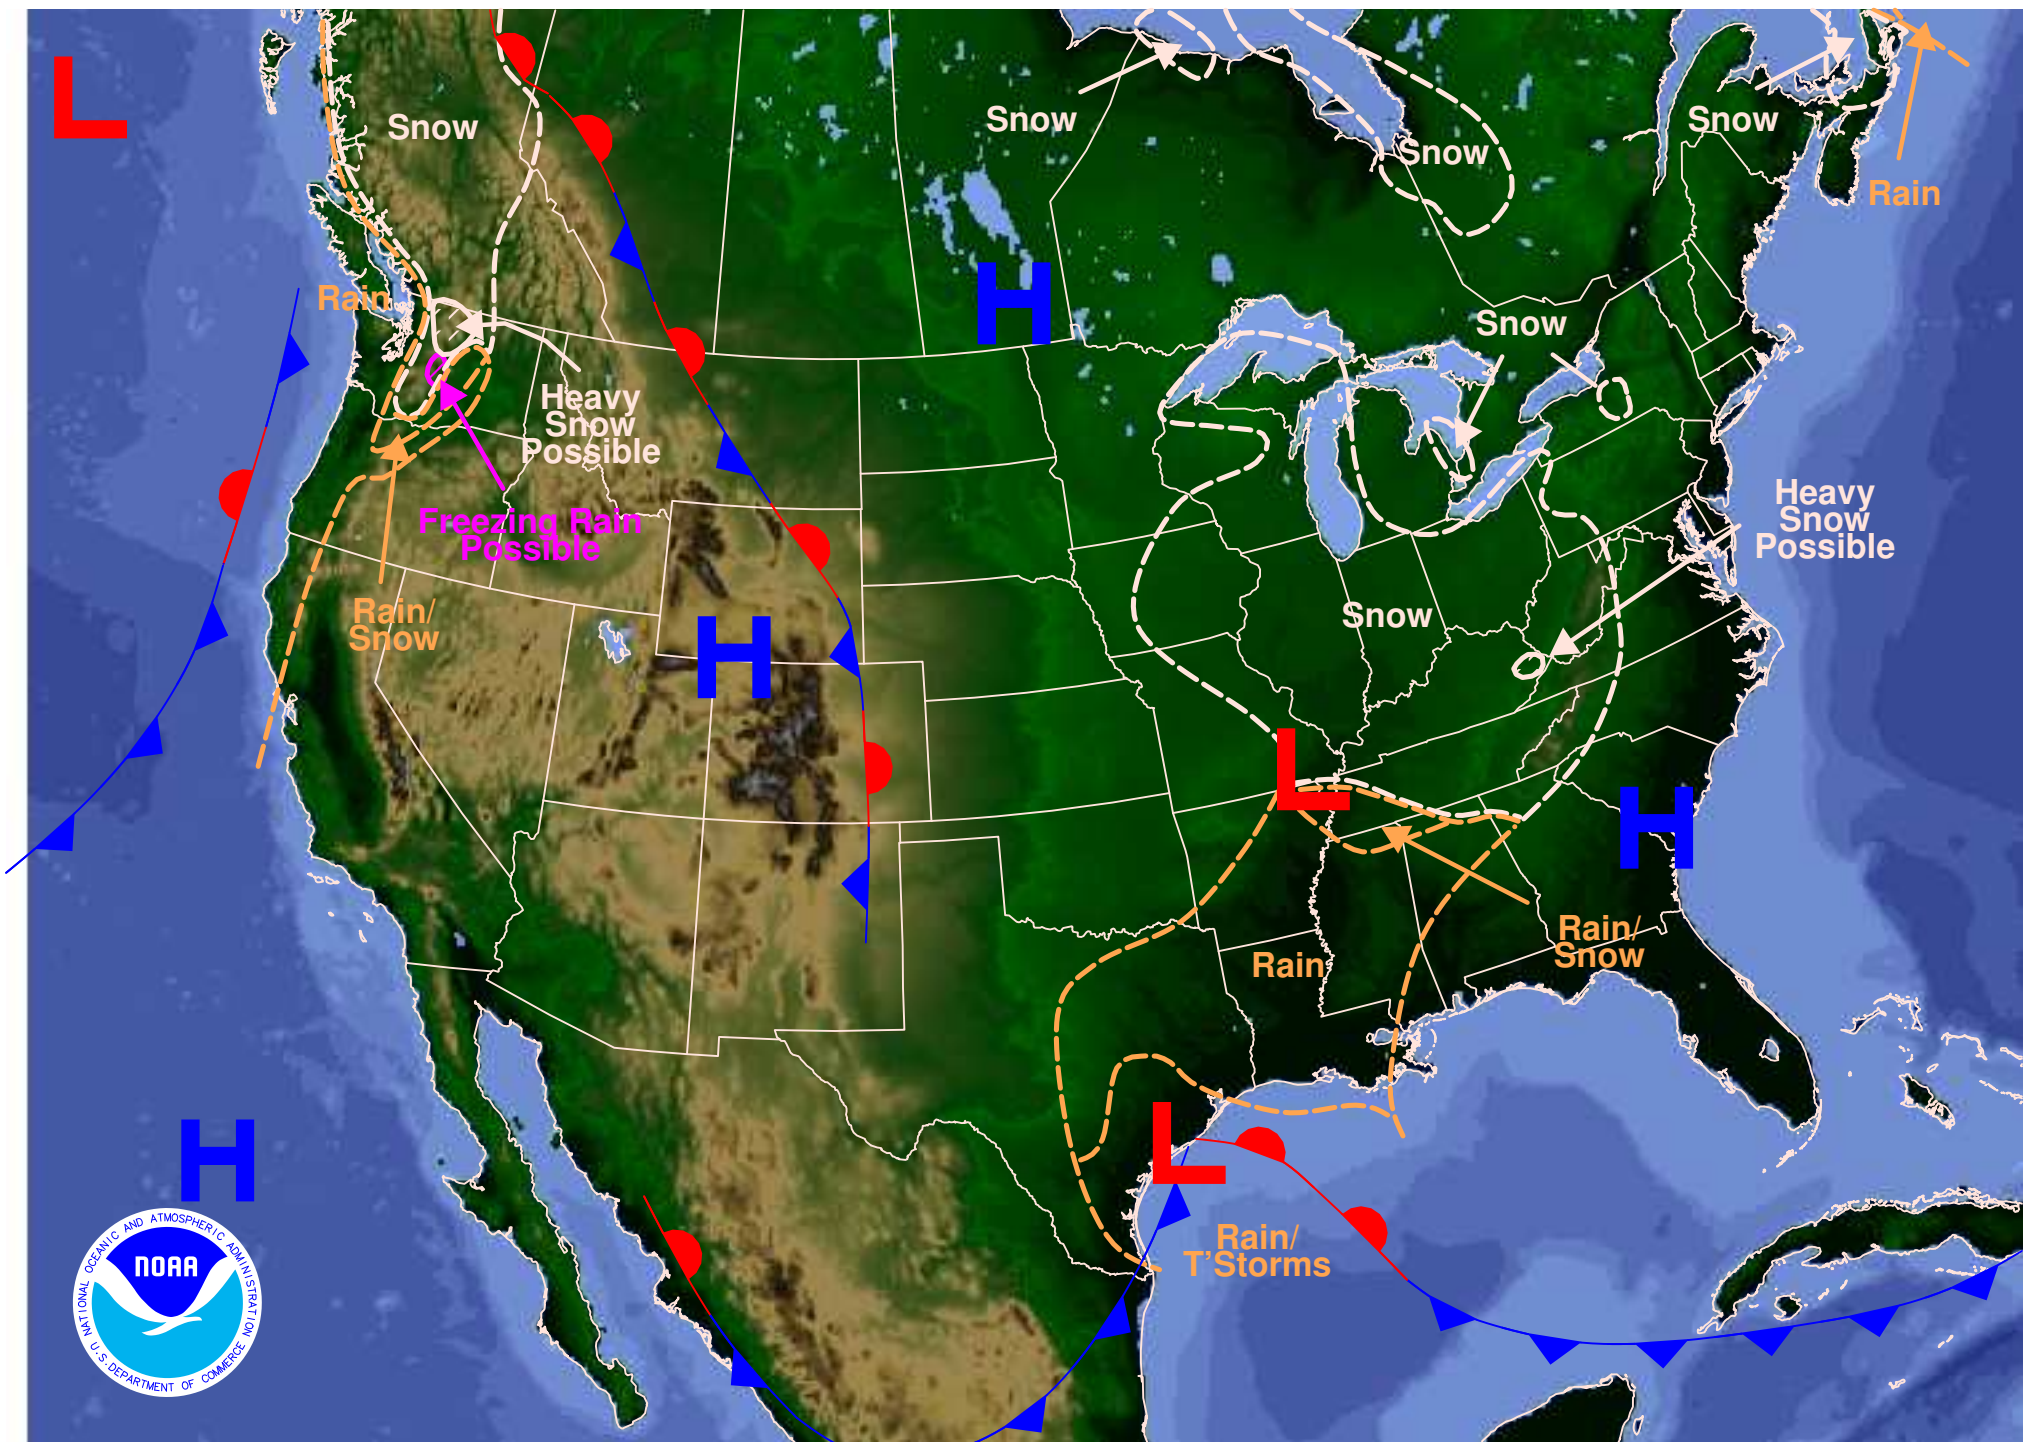 L
Snow
Snow
Snow
Snow
Rain
H
Rain
Snow
Heavy
Snow
Possible
Heavy
Snow
Possible
Freezing Rain
Possible
Rain/
Snow
H
Snow
L
H
Rain
Rain/
Snow
L
H
Rain/
T'Storms
NATIONAL OCEANIC AND ATMOSPHERIC ADMINISTRATION
NOAA
U.S. DEPARTMENT OF COMMERCE